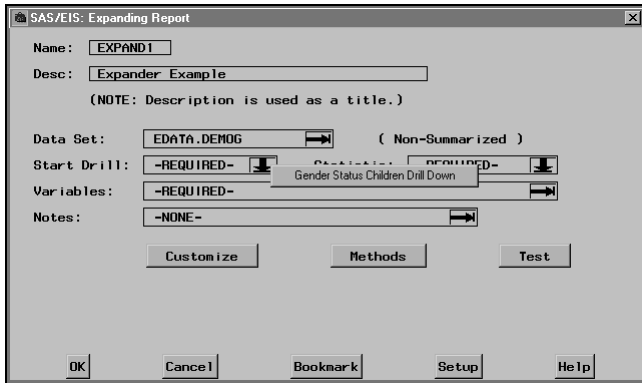 SAS/EIS: Expanding Report
Name: EXPAND1
Desc: Expander Example
(NOTE: Description is used as a title.)
Data Set: EDATA.DEMOG ( Non-Summarized )
Start Drill: -REQUIRED- Statistic: -REQUIRED-
Gender Status Children Drill Down
Variables: -REQUIRED-
Notes: -NONE-
Customize Methods Test
OK Cancel Bookmark Setup Help